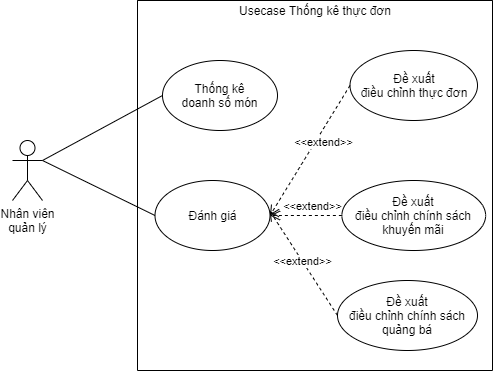 Usecase Thống kê thực đơn
Thống kê
doanh số món
Đề xuất
điều chỉnh thực đơn
<<extend>>
Nhân viên
quản lý
Đánh giá
<<extend>>
Đề xuất
điều chỉnh chính sách
khuyến mãi
<<extend>>
Đề xuất
điều chỉnh chính sách
quảng bá